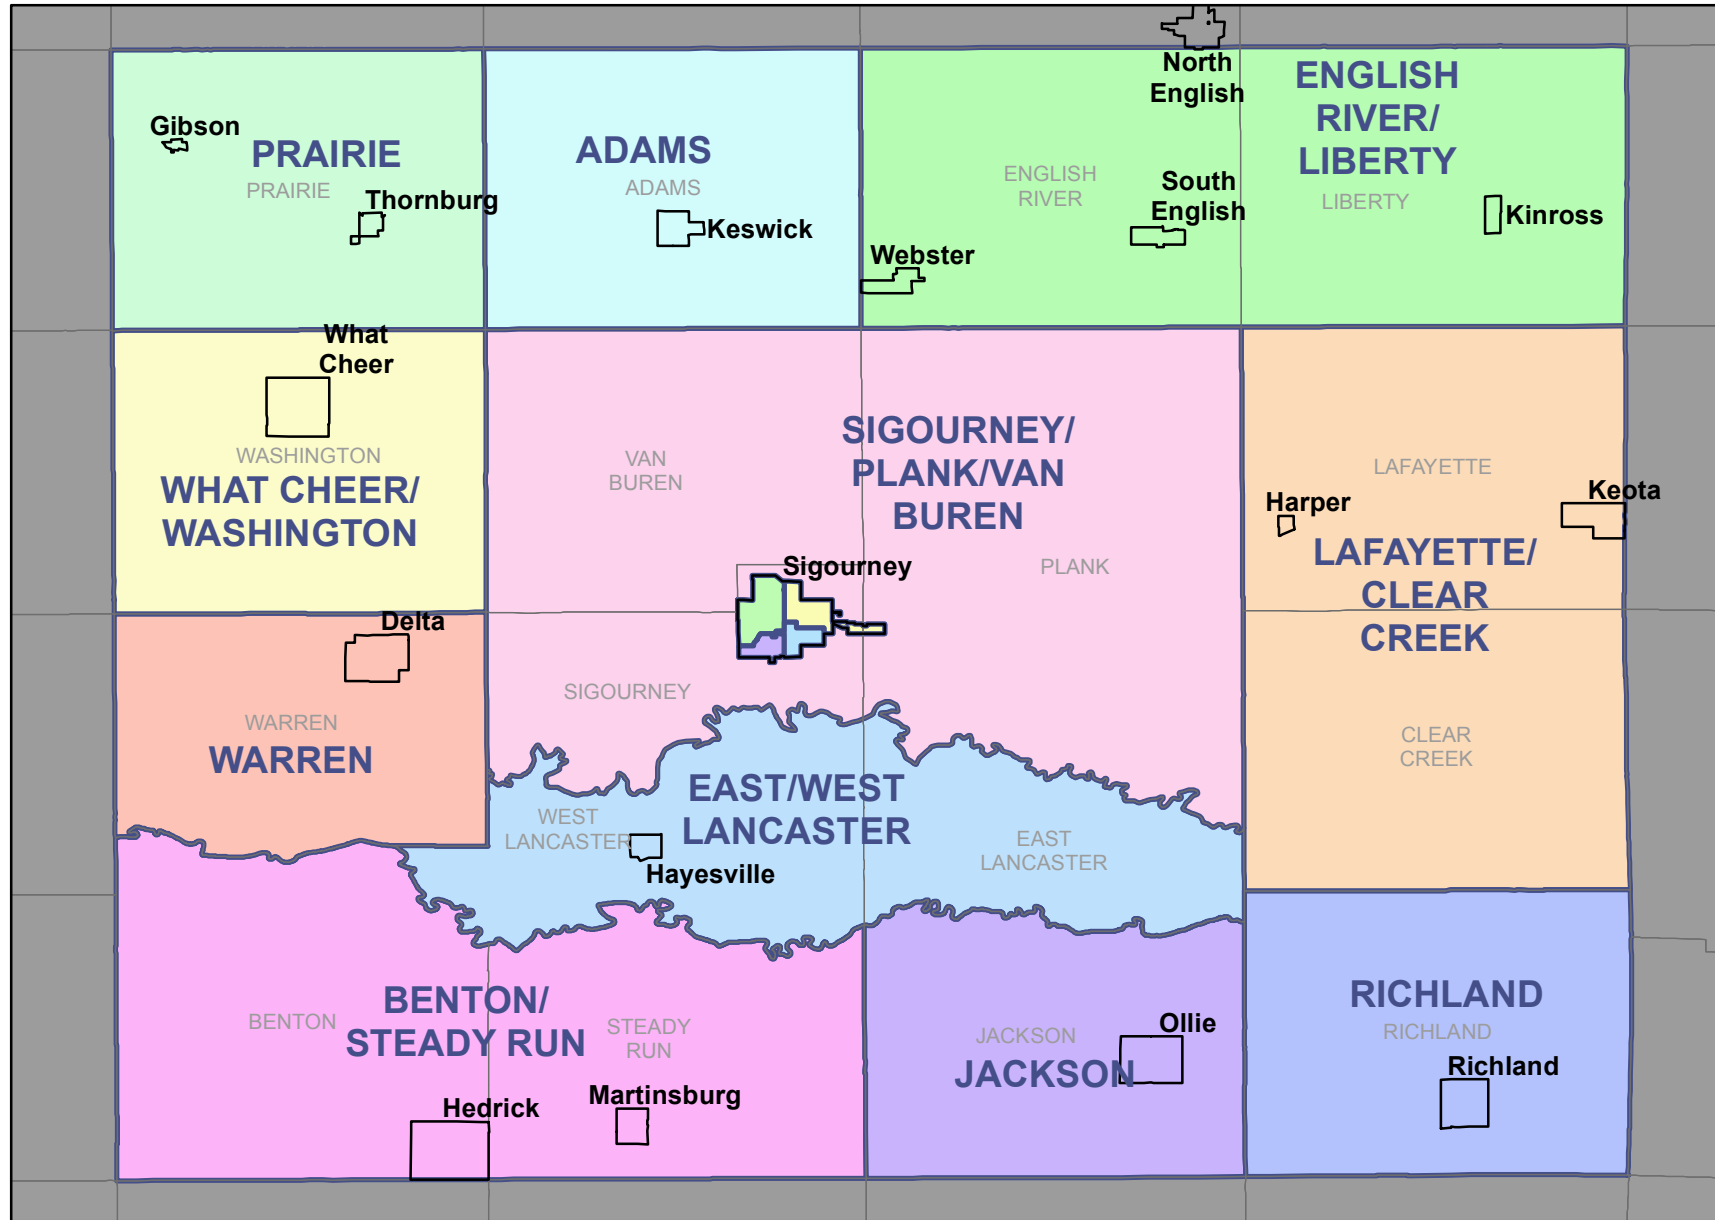 North
English
ENGLISH
RIVER/
LIBERTY
Gibson
PRAIRIE
PRAIRIE
Thornburg
ADAMS
ADAMS
Keswick
ENGLISH
RIVER
South
English
LIBERTY
Kinross
Webster
What
Cheer
WASHINGTON
WHAT CHEER/
WASHINGTON
VAN
BUREN
SIGOURNEY/
PLANK/VAN
BUREN
LAFAYETTE
Harper
Keota
LAFAYETTE/
CLEAR
CREEK
PLANK
Sigourney
Delta
WARREN
WARREN
SIGOURNEY
CLEAR
CREEK
EAST/WEST
LANCASTER
WEST
LANCASTER
EAST
LANCASTER
Hayesville
BENTON/
STEADY RUN
BENTON
STEADY
RUN
JACKSON
JACKSON
Ollie
RICHLAND
RICHLAND
Richland
Hedrick
Martinsburg